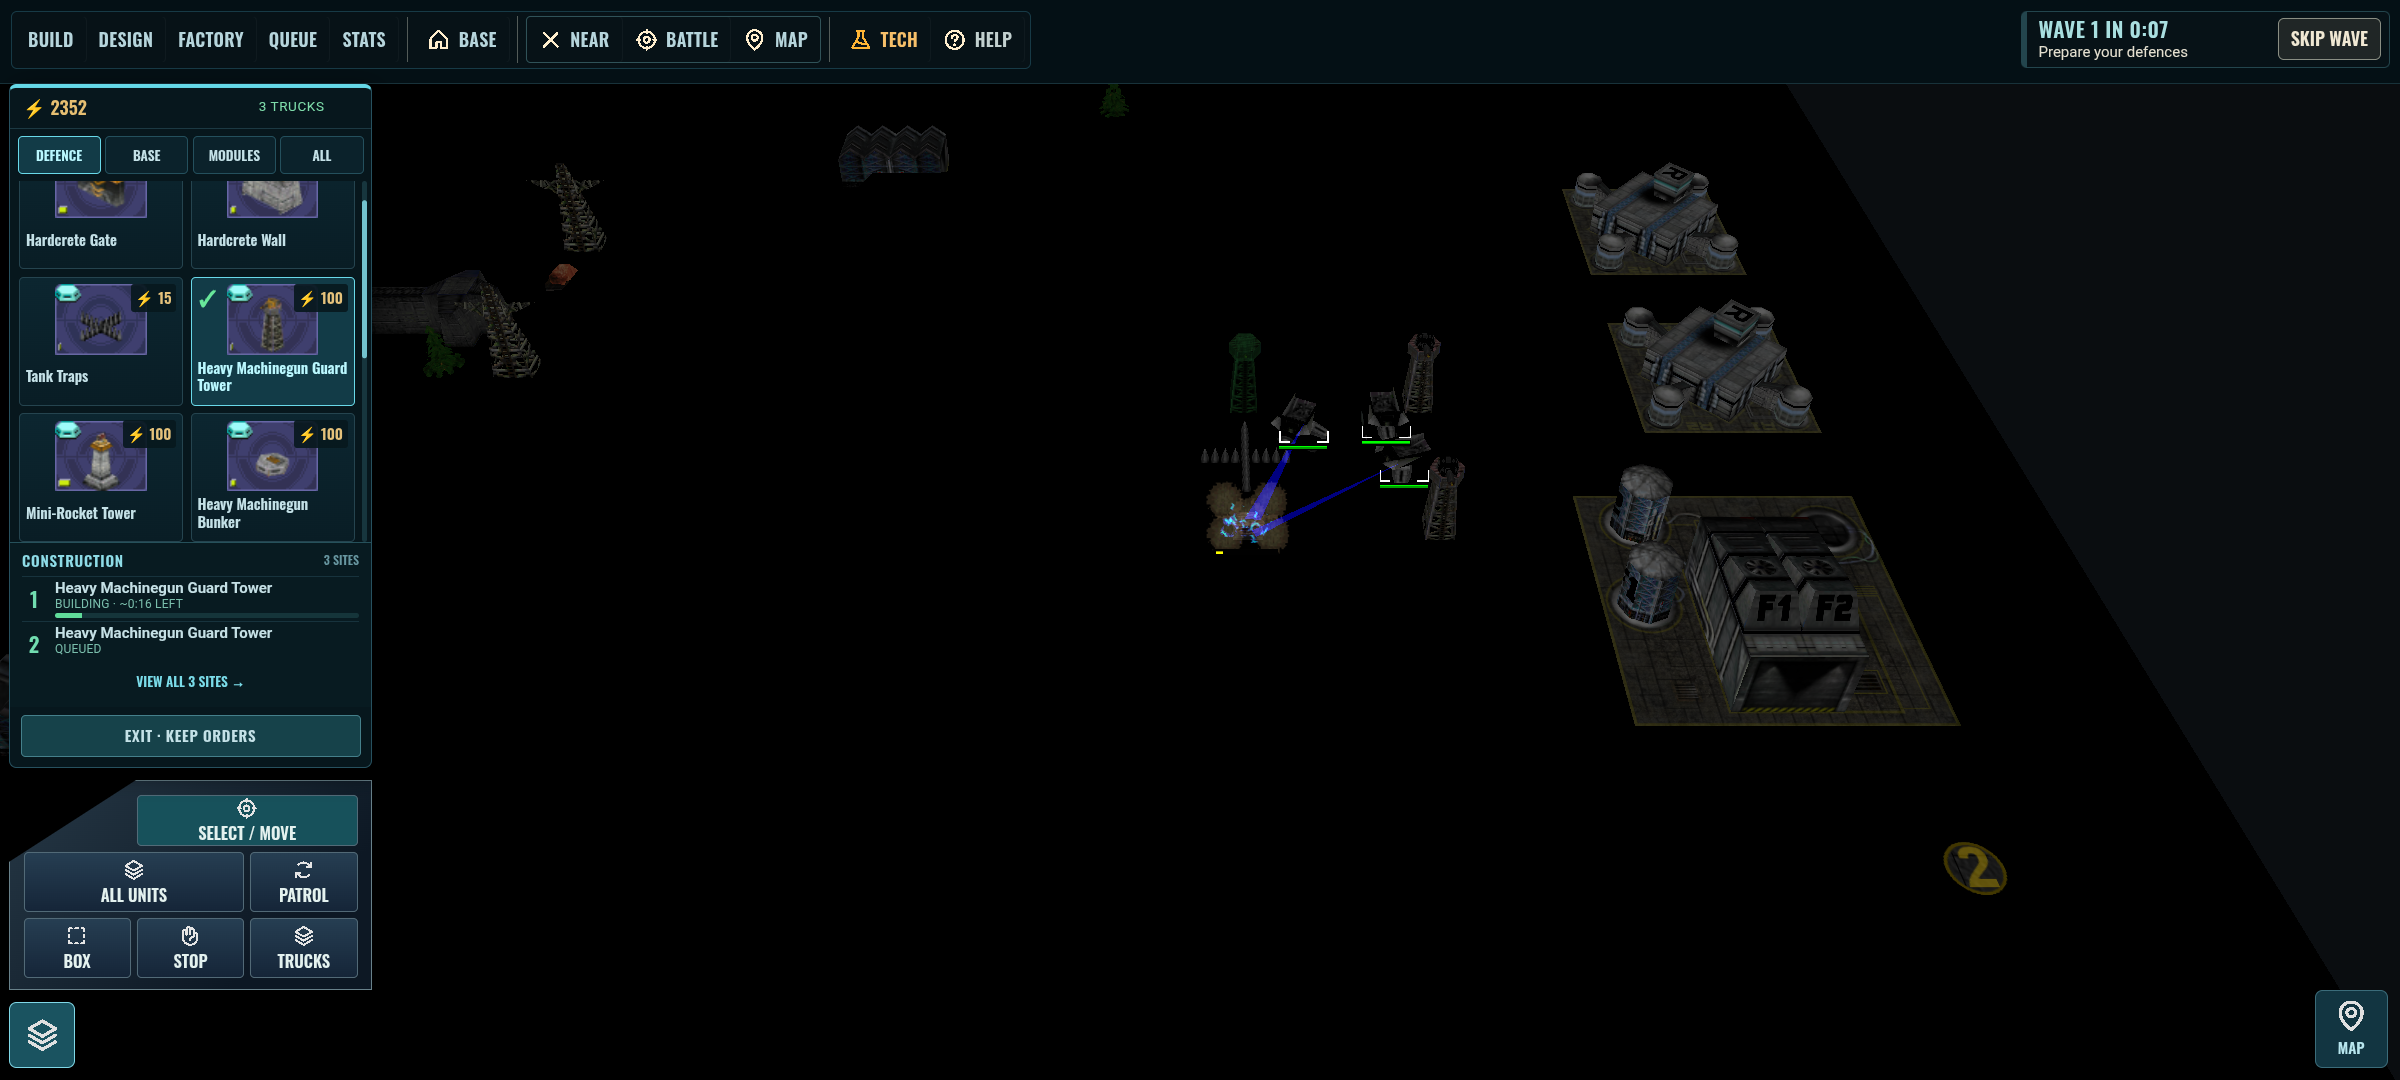 BUILD
DESIGN
FACTORY
QUEUE
STATS
BASE
NEAR
BATTLE
MAP
TECH
HELP
WAVE 1 IN 0:07
Prepare your defences
SKIP WAVE
2352
3 TRUCKS
DEFENCE
BASE
MODULES
ALL
Hardcrete Gate
Hardcrete Wall
15
Tank Traps
100
Heavy Machinegun Guard
Tower
100
Mini-Rocket Tower
100
Heavy Machinegun
Bunker
CONSTRUCTION
3 SITES
1
Heavy Machinegun Guard Tower
BUILDING · ~0:16 LEFT
2
Heavy Machinegun Guard Tower
QUEUED
VIEW ALL 3 SITES →
EXIT · KEEP ORDERS
SELECT / MOVE
ALL UNITS
PATROL
BOX
STOP
TRUCKS
R
R
F1
F2
2
MAP